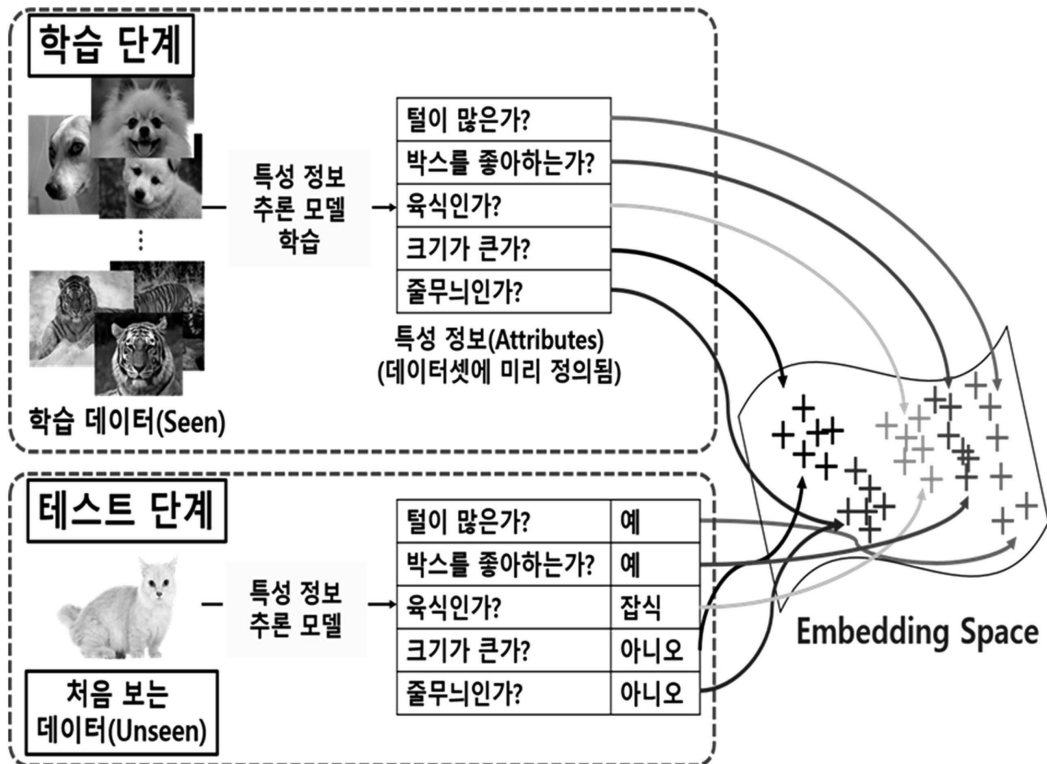 학습 단계
특성 정보
추론 모델
학습
털이 많은가?
박스를 좋아하는가?
육식인가?
크기가 큰가?
줄무늬인가?
특성 정보(Attributes)
(데이터셋에 미리 정의됨)
학습 데이터(Seen)
테스트 단계
처음 보는
데이터(Unseen)
특성 정보
추론 모델
털이 많은가? 예
박스를 좋아하는가? 예
육식인가? 잡식
크기가 큰가? 아니오
줄무늬인가? 아니오
Embedding Space